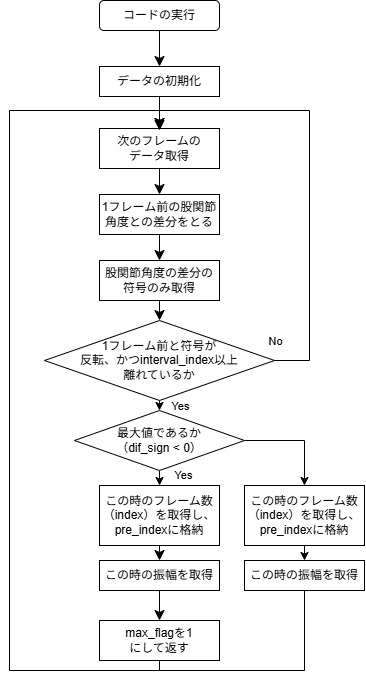 コードの実行
データの初期化
次のフレームの
データ取得
1フレーム前の股関節
角度との差分をとる
股関節角度の差分の
符号のみ取得
1フレーム前と符号が
反転、かつinterval_index以上
離れているか
No
Yes
最大値であるか
（dif_sign < 0）
Yes
この時のフレーム数
（index）を取得し、
pre_indexに格納
この時のフレーム数
（index）を取得し、
pre_indexに格納
この時の振幅を取得
この時の振幅を取得
max_flagを1
にして返す